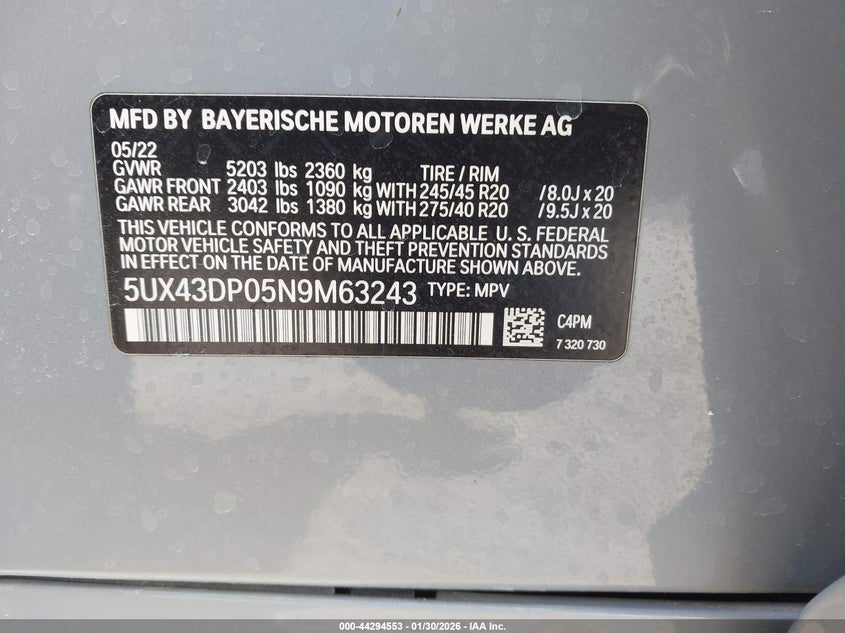 MFD BY BAYERISCHE MOTOREN WERKE AG
05/22
GVWR 5203 lbs 2360 kg TIRE / RIM
GAWR FRONT 2403 lbs 1090 kg WITH 245/45 R20 / 8.0J x 20
GAWR REAR 3042 lbs 1380 kg WITH 275/40 R20 / 9.5J x 20
THIS VEHICLE CONFORMS TO ALL APPLICABLE U. S. FEDERAL
MOTOR VEHICLE SAFETY AND THEFT PREVENTION STANDARDS
IN EFFECT ON THE DATE OF MANUFACTURE SHOWN ABOVE.
5UX43DP05N9M63243 TYPE: MPV
C4PM
7 320 730
000-44294553 — 01/30/2026 — IAA Inc.